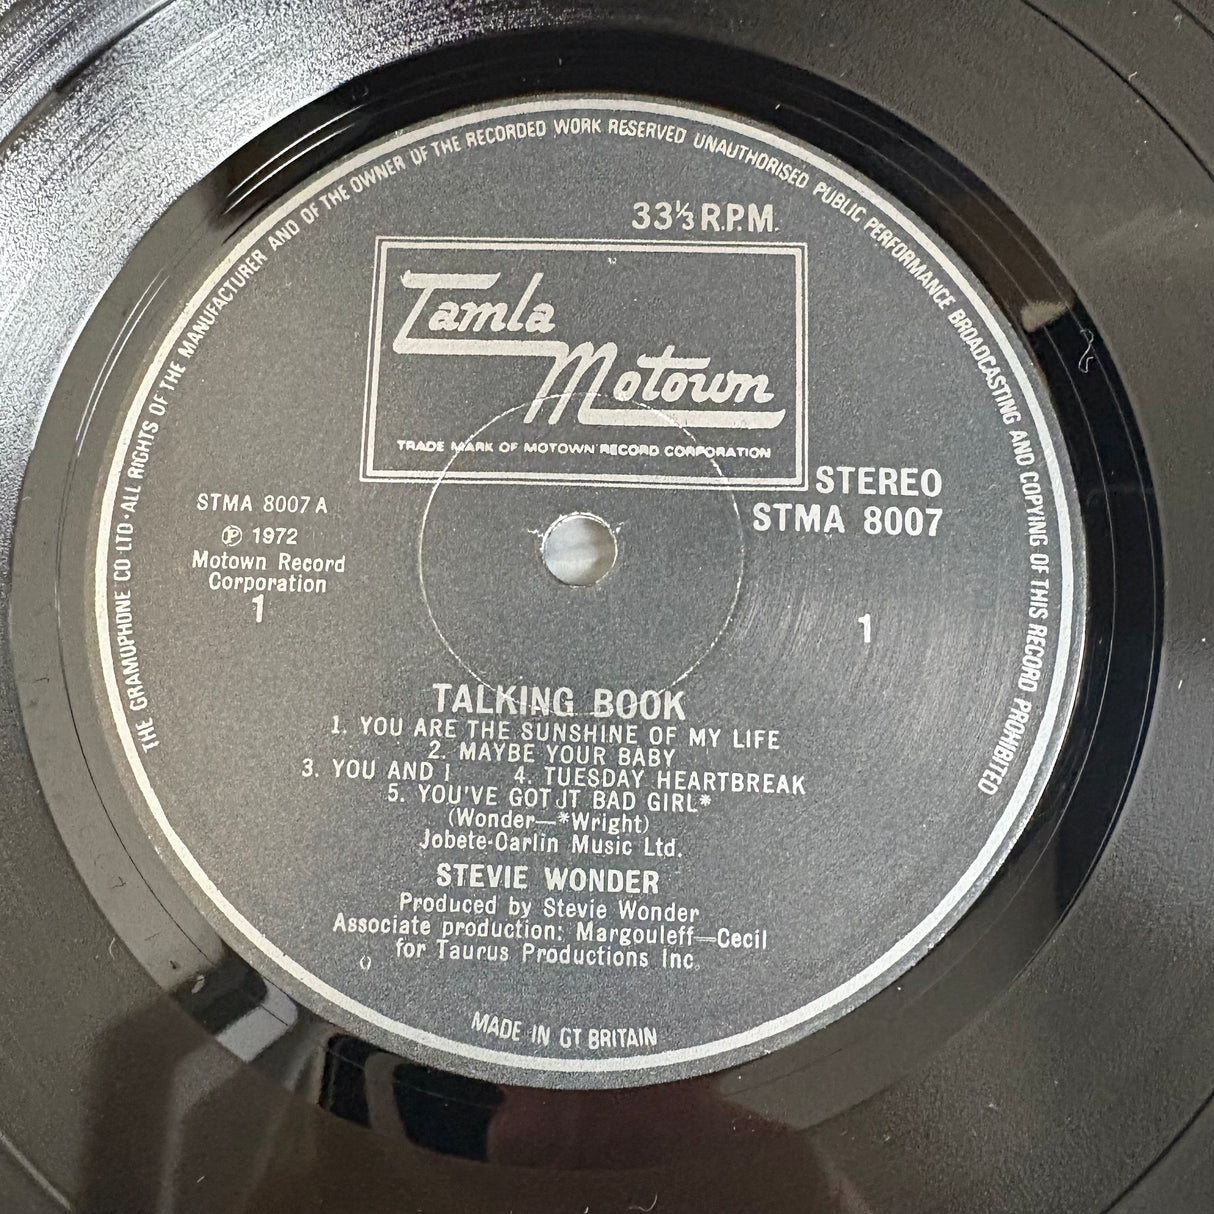 THE GRAMOPHONE CO LTD · ALL RIGHTS OF THE MANUFACTURER AND OF THE OWNER OF THE RECORDED WORK RESERVED UNAUTHORISED PUBLIC PERFORMANCE BROADCASTING AND COPYING OF THIS RECORD PROHIBITED
33⅓ R.P.M.
Tamla
Motown
TRADE MARK OF MOTOWN RECORD CORPORATION
STEREO
STMA 8007
STMA 8007 A
Ⓟ 1972
Motown Record
Corporation
1
1
TALKING BOOK
1. YOU ARE THE SUNSHINE OF MY LIFE
2. MAYBE YOUR BABY
3. YOU AND I 4. TUESDAY HEARTBREAK
5. YOU'VE GOT IT BAD GIRL*
(Wonder—*Wright)
Jobete-Carlin Music Ltd.
STEVIE WONDER
Produced by Stevie Wonder
Associate production: Margouleff—Cecil
for Taurus Productions Inc.
MADE IN GT BRITAIN